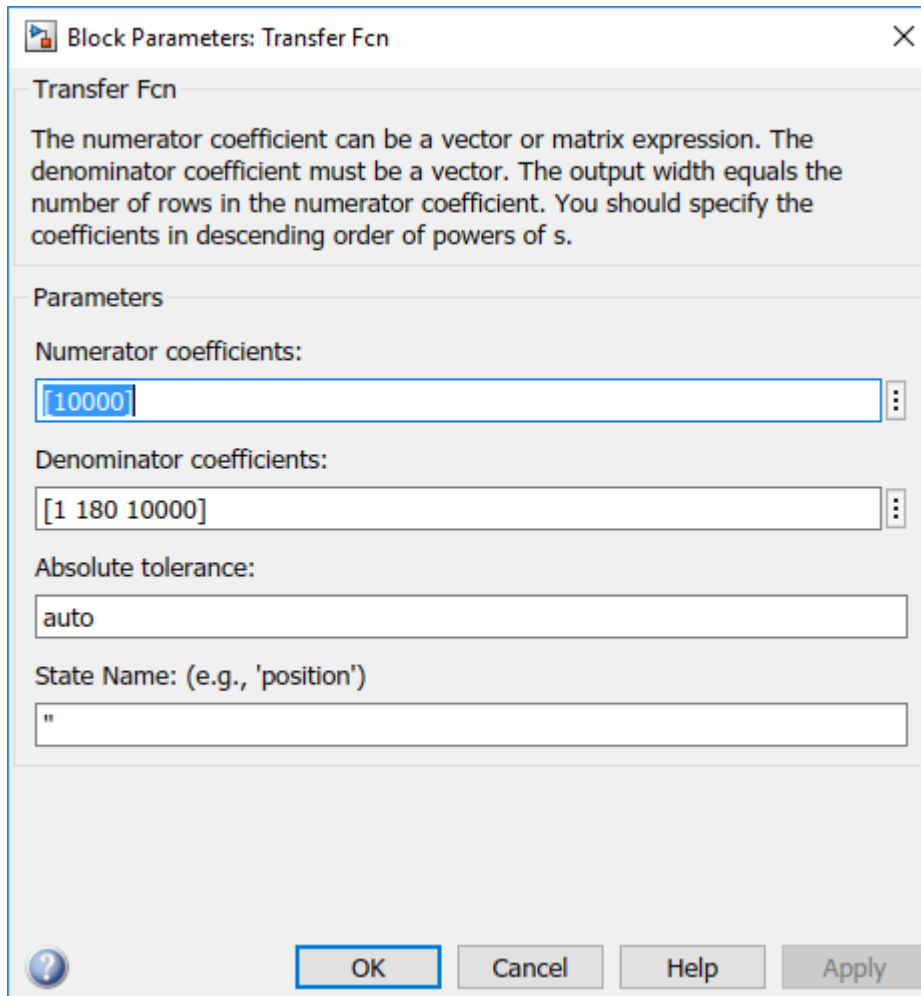 Block Parameters: Transfer Fcn
Transfer Fcn
The numerator coefficient can be a vector or matrix expression. The
denominator coefficient must be a vector. The output width equals the
number of rows in the numerator coefficient. You should specify the
coefficients in descending order of powers of s.
Parameters
Numerator coefficients:
[10000]
Denominator coefficients:
[1 180 10000]
Absolute tolerance:
auto
State Name: (e.g., 'position')
''
OK Cancel Help Apply